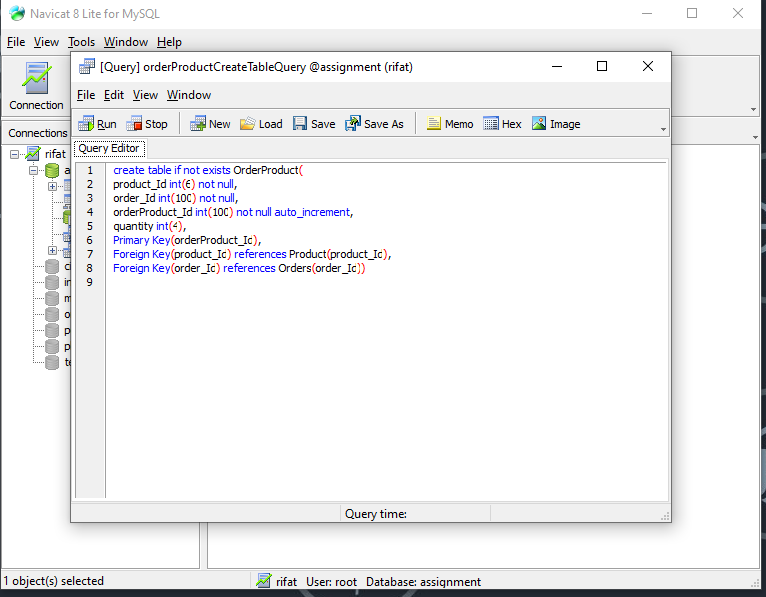 Navicat 8 Lite for MySQL
File View Tools Window Help
Connection
Connections
rifat
[Query] orderProductCreateTableQuery @assignment (rifat)
File Edit View Window
Run Stop New Load Save Save As Memo Hex Image
Query Editor
1 create table if not exists OrderProduct(
2 product_Id int(6) not null,
3 order_Id int(100) not null,
4 orderProduct_Id int(100) not null auto_increment,
5 quantity int(4),
6 Primary Key(orderProduct_Id),
7 Foreign Key(product_Id) references Product(product_Id),
8 Foreign Key(order_Id) references Orders(order_Id))
9
Query time:
1 object(s) selected
rifat User: root Database: assignment